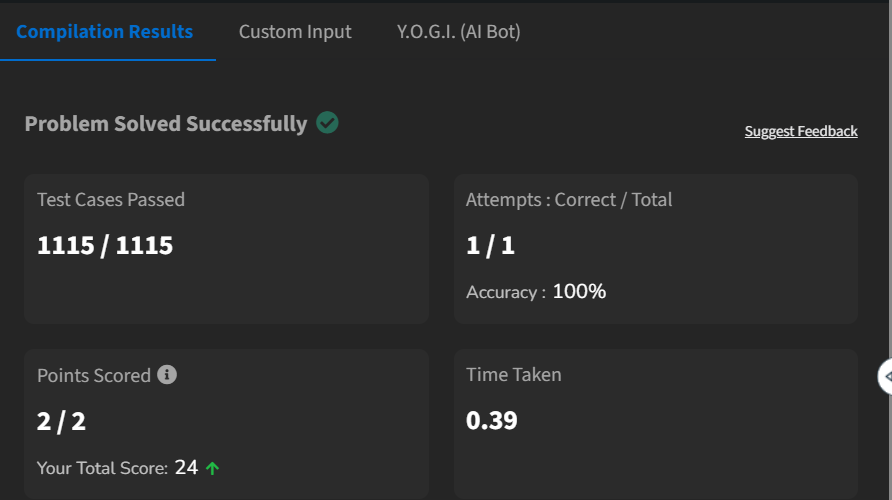 Compilation Results Custom Input Y.O.G.I. (AI Bot)
Problem Solved Successfully
Suggest Feedback
Test Cases Passed
1115 / 1115
Attempts : Correct / Total
1 / 1
Accuracy : 100%
Points Scored
2 / 2
Your Total Score: 24
Time Taken
0.39